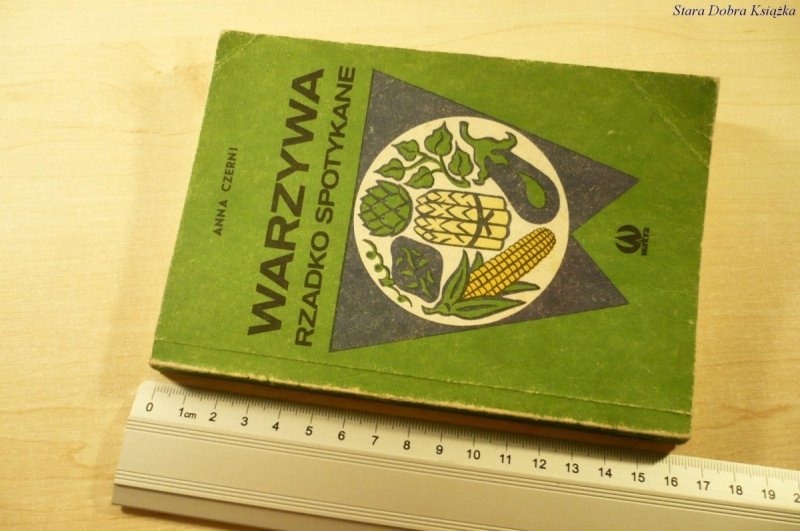 Stara Dobra Książka
ANNA CZERNI
WARZYWA
RZADKO SPOTYKANE
watra
0 1cm 2 3 4 5 6 7 8 9 10 11 12 13 14 15 16 17 18 19